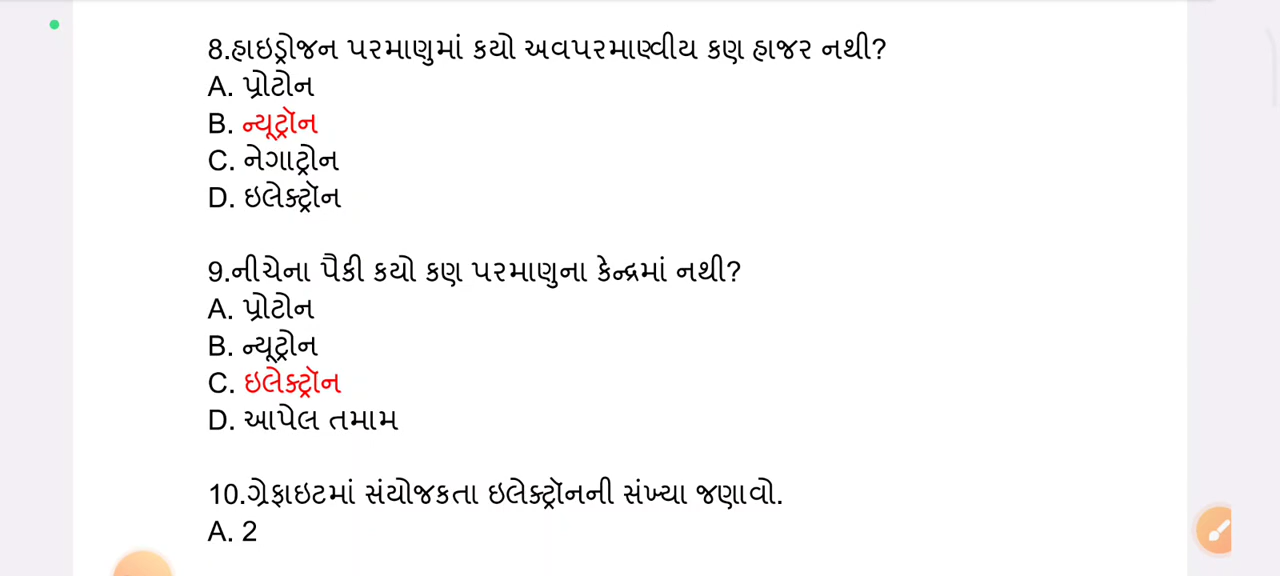 8.હાઇડ્રોજન પરમાણુમાં કયો અવપરમાણ્વીય કણ હાજર નથી?
A. પ્રોટોન
B. ન્યૂટ્રૉન
C. નેગાટ્રોન
D. ઇલેક્ટ્રૉન
9.નીચેના પૈકી કયો કણ પરમાણુના કેન્દ્રમાં નથી?
A. પ્રોટોન
B. ન્યૂટ્રોન
C. ઇલેક્ટ્રૉન
D. આપેલ તમામ
10.ગ્રેફાઇટમાં સંયોજકતા ઇલેક્ટ્રૉનની સંખ્યા જણાવો.
A. 2